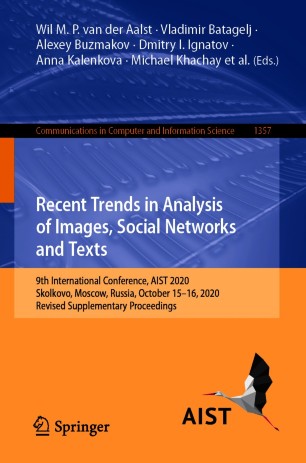 Wil M. P. van der Aalst · Vladimir Batagelj ·
Alexey Buzmakov · Dmitry I. Ignatov ·
Anna Kalenkova · Michael Khachay et al. (Eds.)
Communications in Computer and Information Science 1357
Recent Trends in Analysis
of Images, Social Networks
and Texts
9th International Conference, AIST 2020
Skolkovo, Moscow, Russia, October 15–16, 2020
Revised Supplementary Proceedings
Springer
AIST